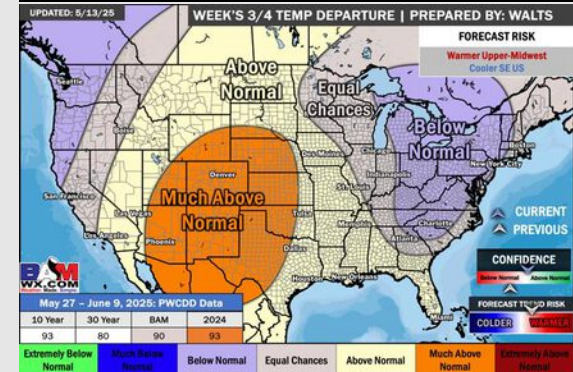 UPDATED: 5/13/25
WEEK'S 3/4 TEMP DEPARTURE | PREPARED BY: WALTS
FORECAST RISK
Warmer Upper-Midwest
Cooler SE US
Above
Normal
Equal
Chances
Below
Normal
Much Above
Normal
Seattle
Boise
San Francisco
Las Vegas
Los Angeles
Phoenix
Denver
Des Moines
Chicago
Indianapolis
St. Louis
Tulsa
Memphis
Dallas
Houston
New Orleans
Atlanta
Charlotte
Miami
New York City
Boston
CURRENT
PREVIOUS
CONFIDENCE
Below Normal
Above Normal
FORECAST TREND RISK
COLDER
WARMER
BAM
WX.COM
Weather. Made. Simple.
May 27 – June 9, 2025: PWCDD Data
10 Year 30 Year BAM 2024
93 80 90 93
Extremely Below Normal
Much Below Normal
Below Normal
Equal Chances
Above Normal
Much Above Normal
Extremely Above Normal